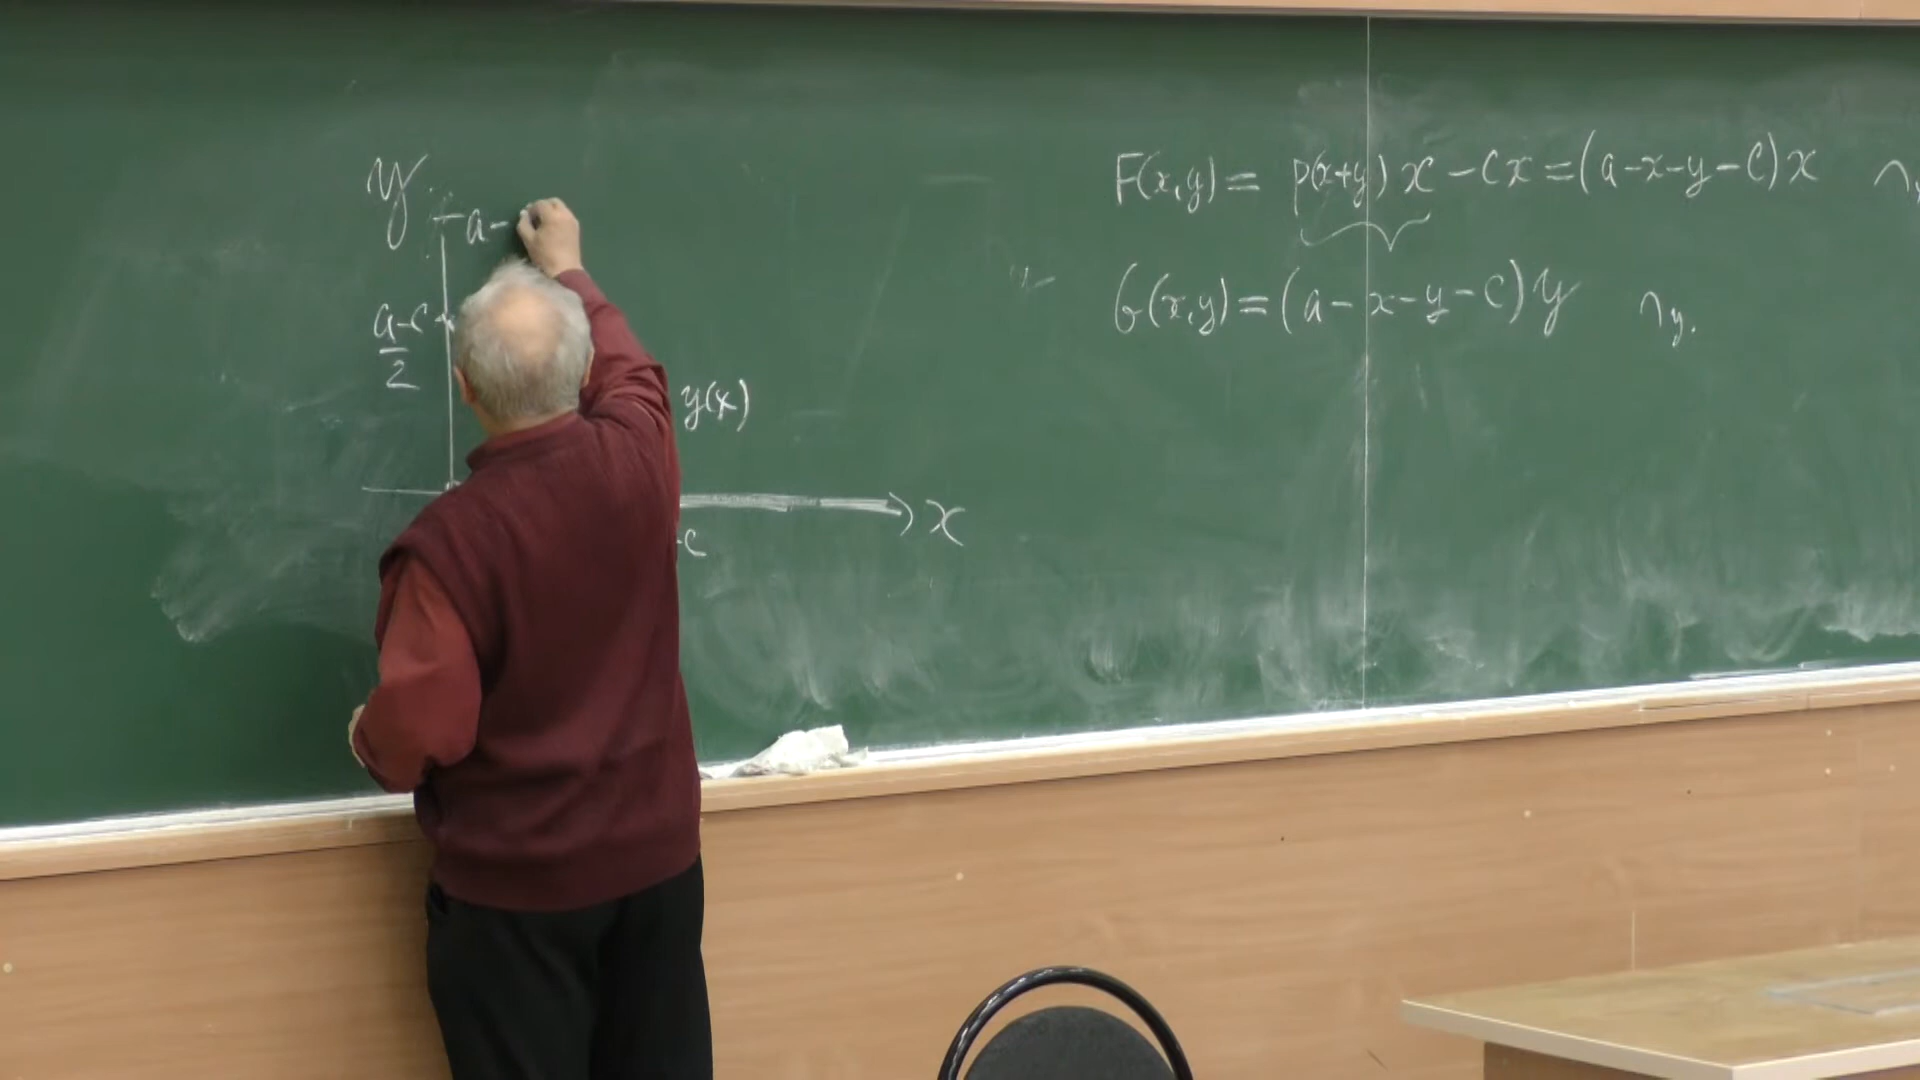 y
a-
a-c
2
y(x)
x
-c
F(x,y) = p(x+y)x - cx = (a-x-y-c)x
G(x,y) = (a-x-y-c)y
∩y.